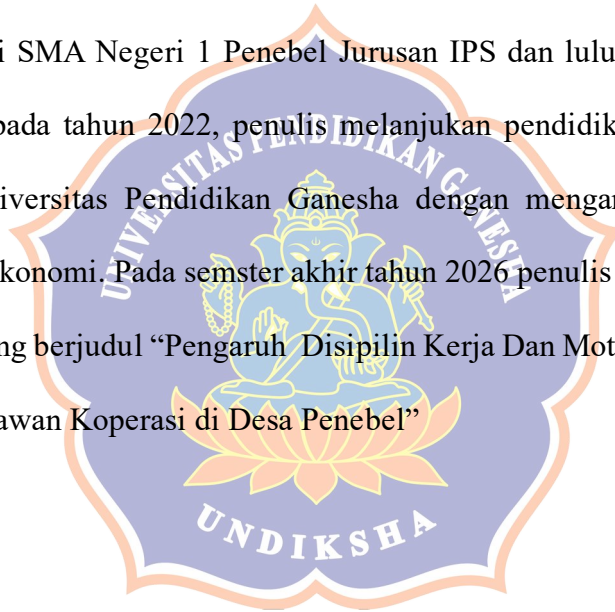 i SMA Negeri 1 Penebel Jurusan IPS dan lulu
pada tahun 2022, penulis melanjukan pendidik
iversitas Pendidikan Ganesha dengan mengar
konomi. Pada semster akhir tahun 2026 penulis
ng berjudul “Pengaruh Disipilin Kerja Dan Mot
awan Koperasi di Desa Penebel”
UNIVERSITAS PENDIDIKAN GANESHA
UNDIKSHA